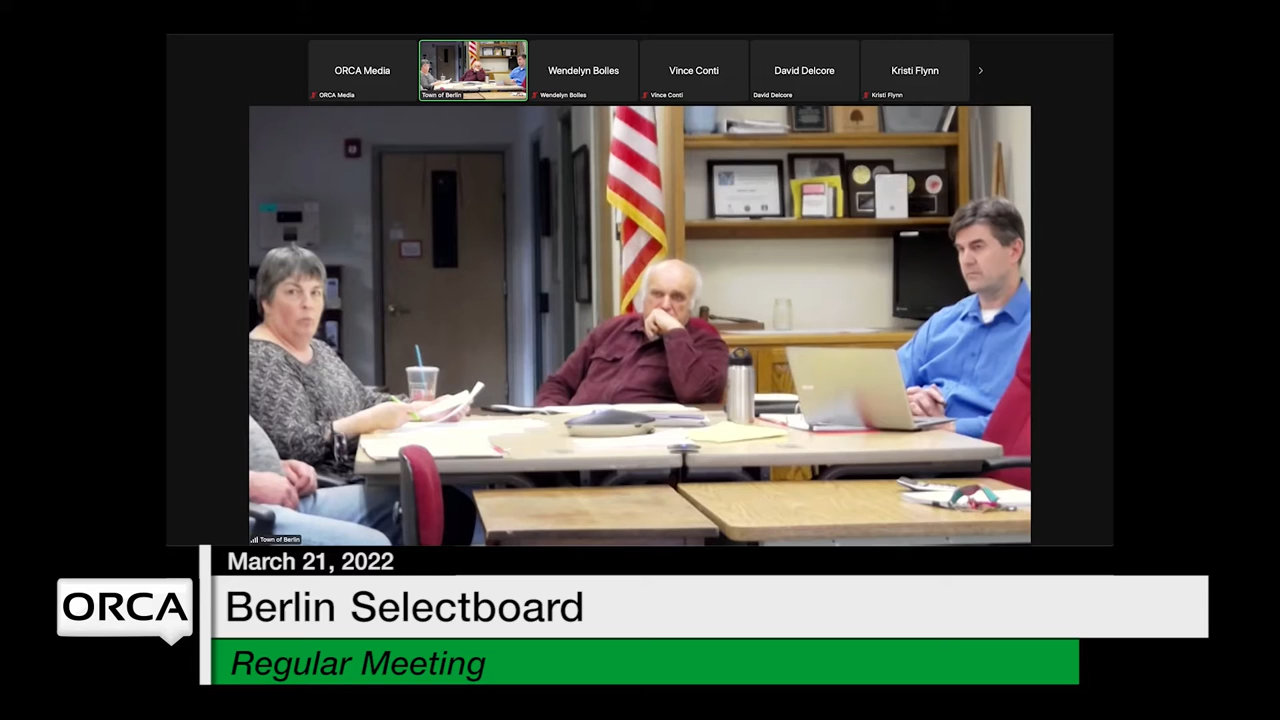 ORCA Media
Wendelyn Bolles
Vince Conti
David Delcore
Kristi Flynn
ORCA Media
Town of Berlin
Wendelyn Bolles
Vince Conti
David Delcore
Kristi Flynn
Town of Berlin
March 21, 2022
ORCA
Berlin Selectboard
Regular Meeting